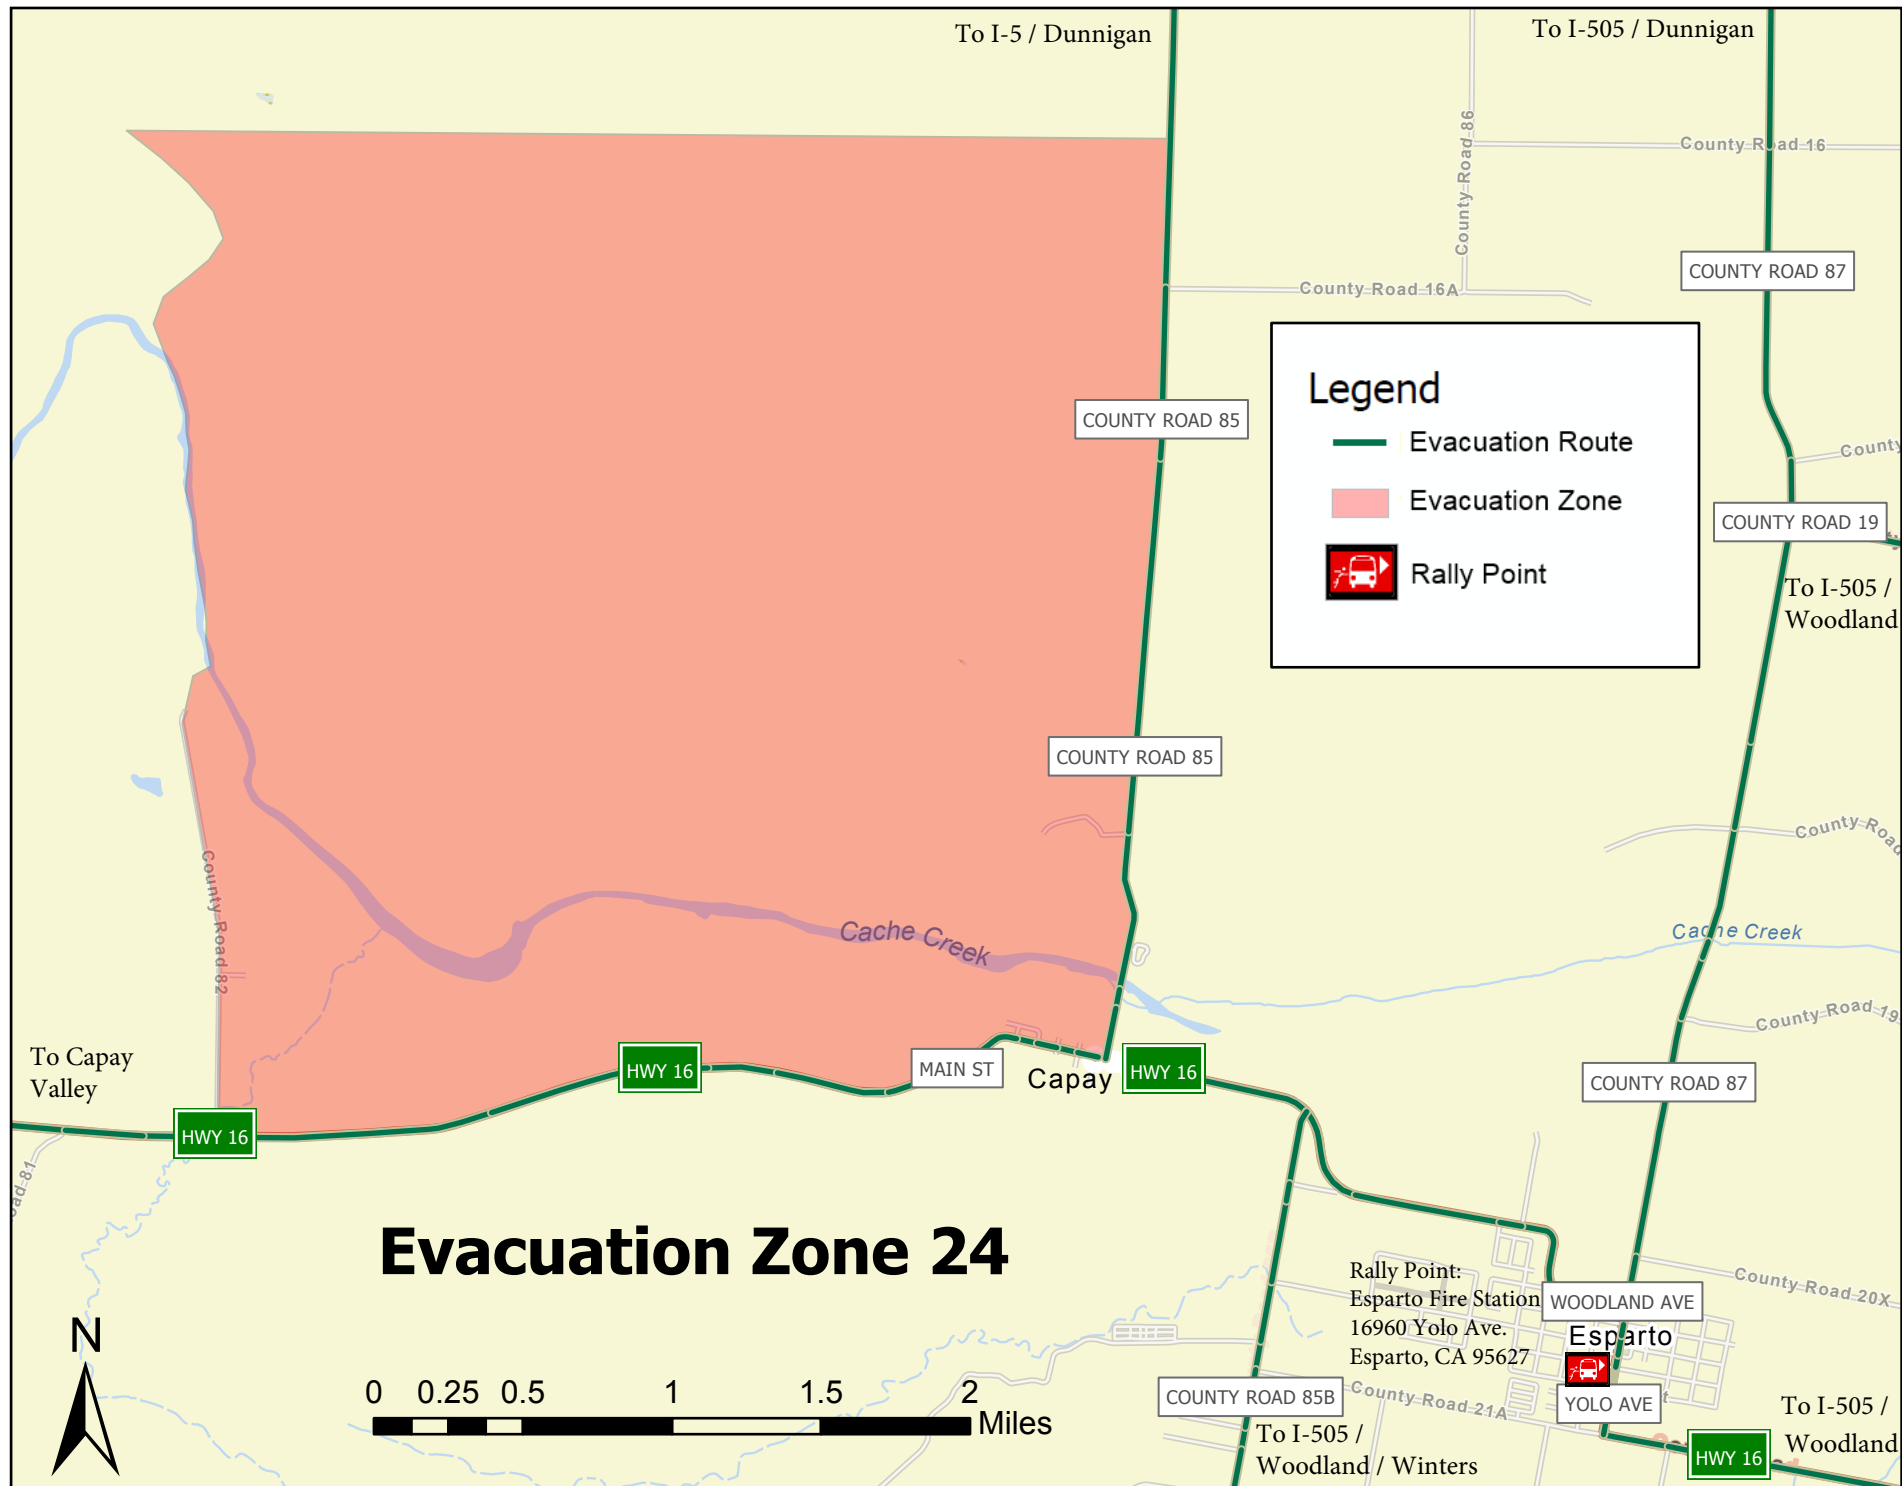 To I-5 / Dunnigan
To I-505 / Dunnigan
County Road 86
County Road 16
COUNTY ROAD 87
County Road 16A
Legend
Evacuation Route
Evacuation Zone
Rally Point
COUNTY ROAD 85
County
COUNTY ROAD 19
To I-505 /
Woodland
COUNTY ROAD 85
County Road
County Road 82
Cache Creek
Cache Creek
County Road 19
To Capay
Valley
HWY 16
MAIN ST
Capay
HWY 16
COUNTY ROAD 87
HWY 16
oad 81
Evacuation Zone 24
Rally Point:
Esparto Fire Station
16960 Yolo Ave.
Esparto, CA 95627
WOODLAND AVE
County Road 20X
Esparto
N
0 0.25 0.5 1 1.5 2
Miles
COUNTY ROAD 85B
County Road 21A
YOLO AVE
To I-505 /
Woodland / Winters
To I-505 /
Woodland
HWY 16